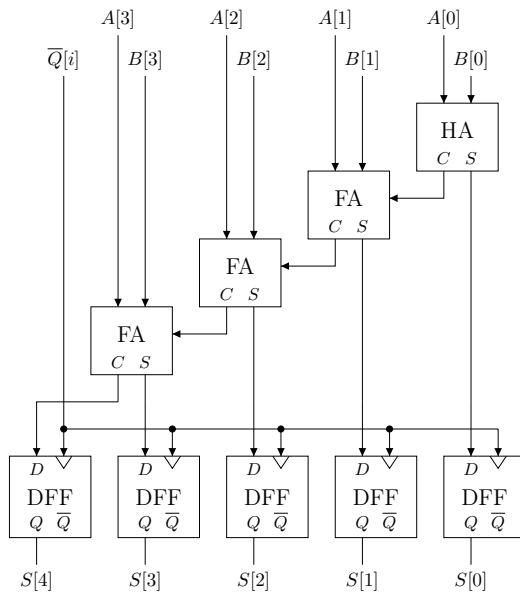 A[3] A[2] A[1] A[0]
Q̅[i] B[3] B[2] B[1] B[0]
HA
C S
FA
C S
FA
C S
FA
C S
D D D D D
DFF DFF DFF DFF DFF
Q Q̅ Q Q̅ Q Q̅ Q Q̅ Q Q̅
S[4] S[3] S[2] S[1] S[0]